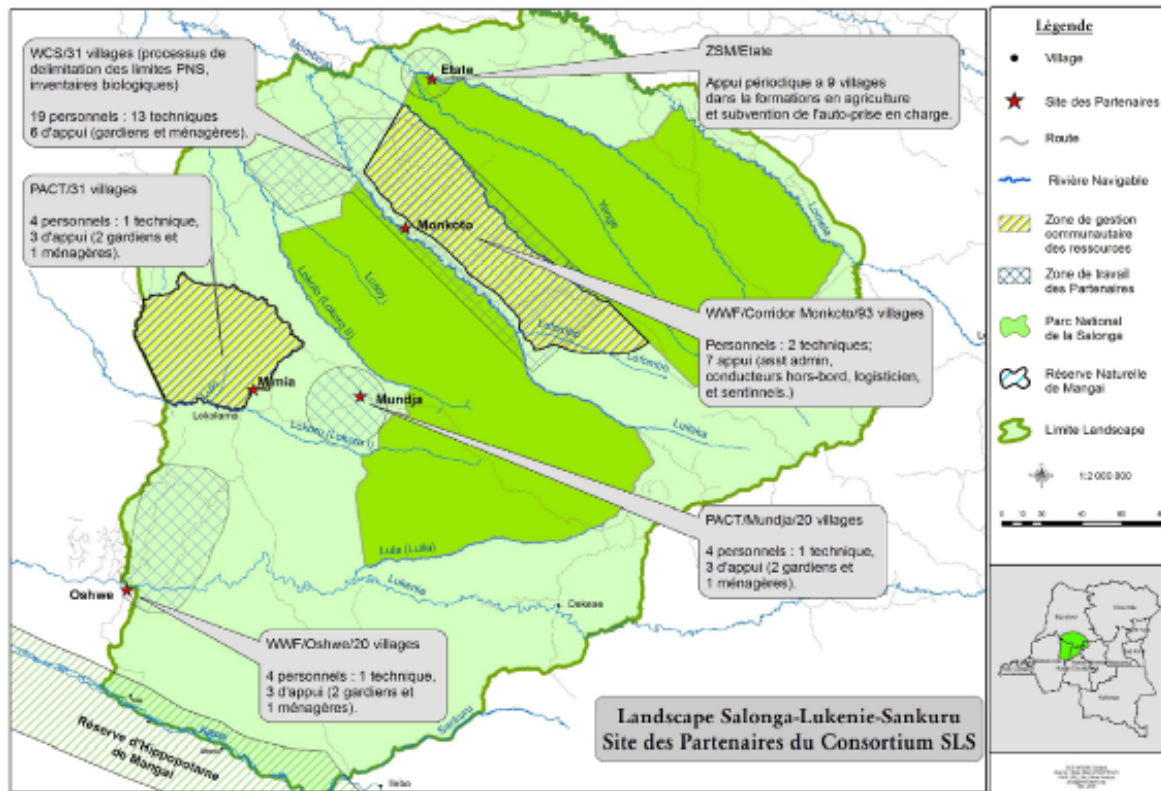 WCS/31 villages (processus de
delimitation des limites PNS,
inventaires biologiques)
19 personnels : 13 techniques
6 d'appui (gardiens et ménagères).
PACT/31 villages
4 personnels : 1 technique,
3 d'appui (2 gardiens et
1 ménagères).
ZSM/Etate
Appui périodique a 9 villages
dans la formations en agriculture
et subvention de l'auto-prise en charge.
WWF/Corridor Monkoto/93 villages
Personnels : 2 techniques;
7 appui (asst admin,
conducteurs hors-bord, logisticien,
et sentinnels.)
PACT/Mundja/20 villages
4 personnels : 1 technique,
3 d'appui (2 gardiens et
1 ménagères).
WWF/Oshwe/20 villages
4 personnels : 1 technique,
3 d'appui (2 gardiens et
1 ménagères).
Etate
Monkoto
Mimia
Mundja
Oshwe
Dekese
Yenge
Lomela
Lokolo (Lokoro II)
Lula (Lulla)
Lukenie
Sankuru
Kasai
Ilebo
Réserve d'Hippopotame
de Mangai
Landscape Salonga-Lukenie-Sankuru
Site des Partenaires du Consortium SLS
Légende
Village
Site des Partenaires
Route
Rivière Navigable
Zone de gestion
communautaire
des ressources
Zone de travail
des Partenaires
Parc National
de la Salonga
Réserve Naturelle
de Mangai
Limite Landscape
1:2 000 000